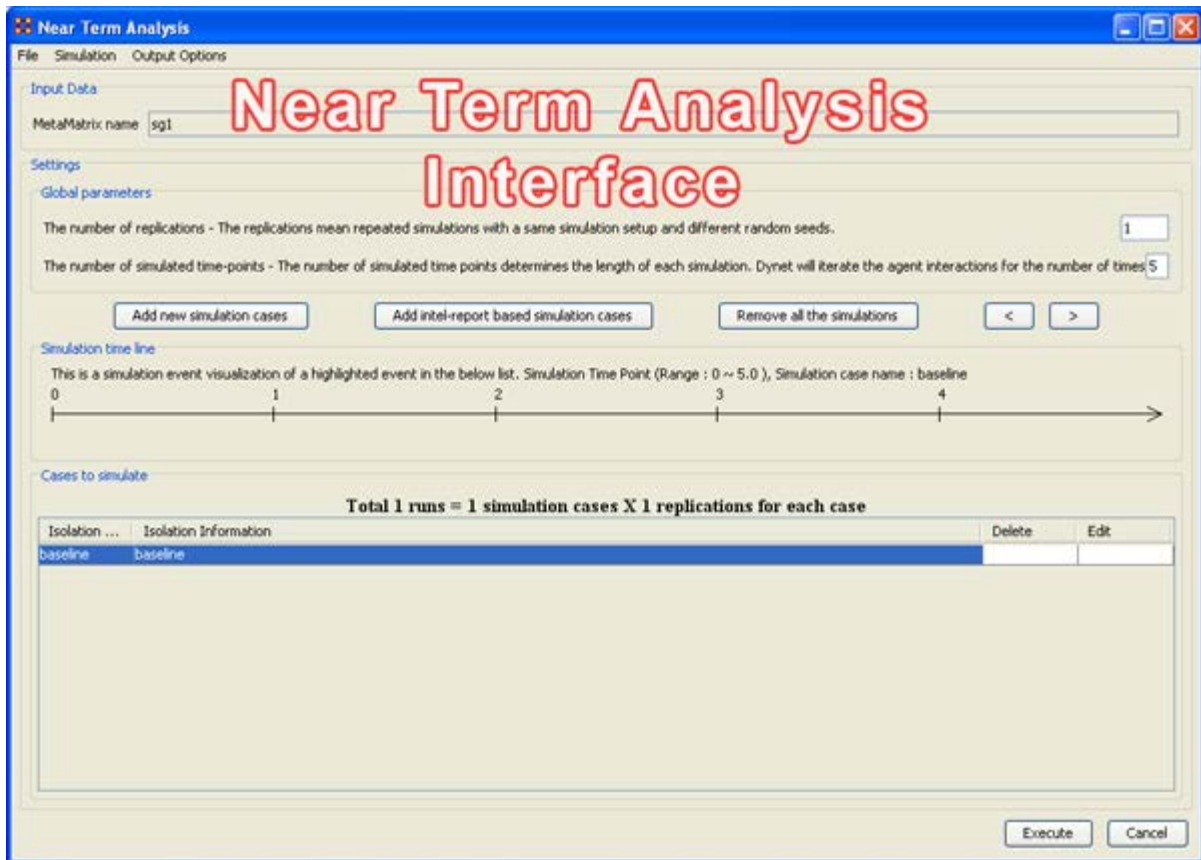 Near Term Analysis
File Simulation Output Options
Near Term Analysis
Interface
Input Data
MetaMatrix name sg1
Settings
Global parameters
The number of replications - The replications mean repeated simulations with a same simulation setup and different random seeds. 1
The number of simulated time-points - The number of simulated time points determines the length of each simulation. Dynet will iterate the agent interactions for the number of times 5
Add new simulation cases Add intel-report based simulation cases Remove all the simulations < >
Simulation time line
This is a simulation event visualization of a highlighted event in the below list. Simulation Time Point (Range : 0 ~ 5.0 ), Simulation case name : baseline
0 1 2 3 4
Cases to simulate
Total 1 runs = 1 simulation cases X 1 replications for each case
Isolation ... Isolation Information Delete Edit
baseline baseline
Execute Cancel